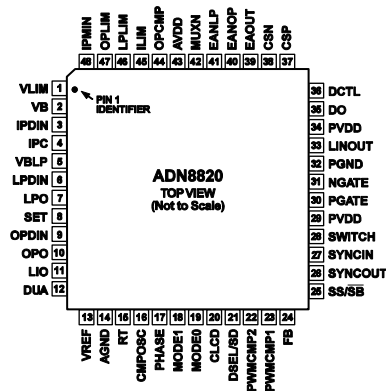 IPMIN
OPLIM
LPLIM
ILIM
OPCMP
AVDD
MUXN
EANLP
EANOP
EAOUT
CSN
CSP
48 47 46 45 44 43 42 41 40 39 38 37
VLIM 1
VB 2
IPDIN 3
IPC 4
VBLP 5
LPDIN 6
LPO 7
SET 8
OPDIN 9
OPO 10
LIO 11
DUA 12
PIN 1
IDENTIFIER
ADN8820
TOP VIEW
(Not to Scale)
36 DCTL
35 DO
34 PVDD
33 LINOUT
32 PGND
31 NGATE
30 PGATE
29 PVDD
28 SWITCH
27 SYNCIN
26 SYNCOUT
25 SS/SB
13 14 15 16 17 18 19 20 21 22 23 24
VREF
AGND
RT
CMPOSC
PHASE
MODE1
MODE0
CLCD
DSEL/SD
PWMCMP2
PWMCMP1
FB